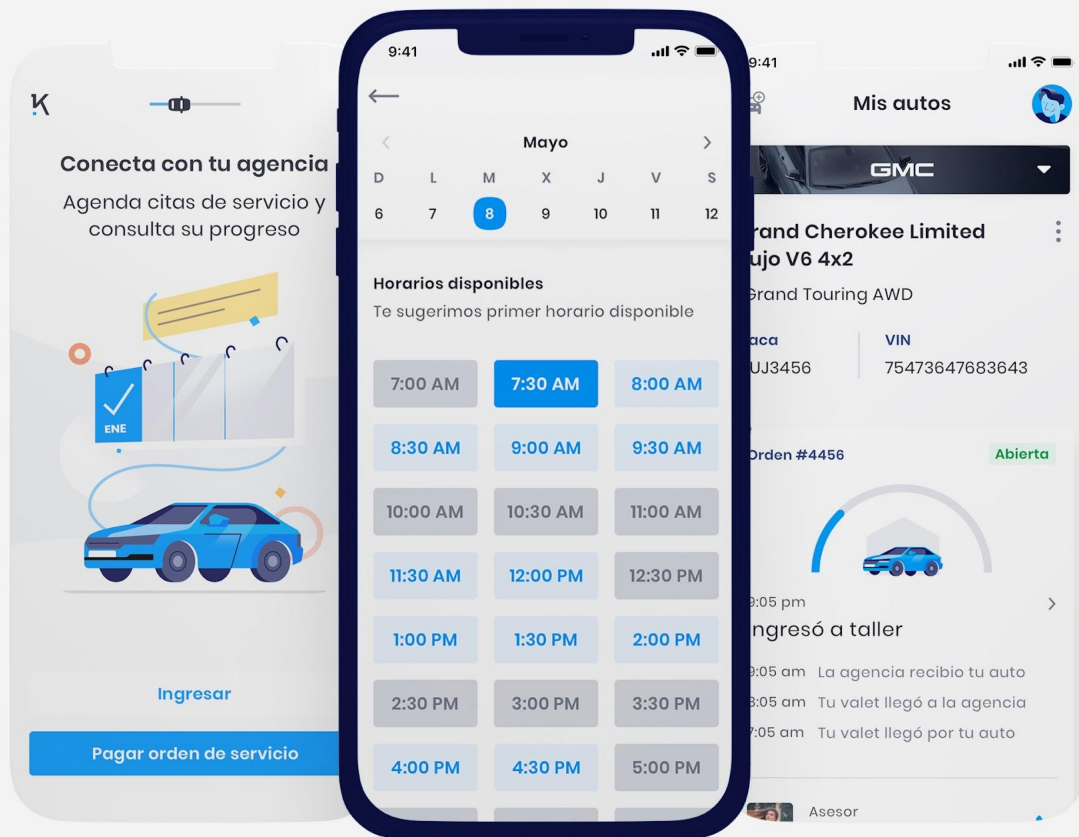 K
Conecta con tu agencia
Agenda citas de servicio y
consulta su progreso
ENE
Ingresar
Pagar orden de servicio
9:41
Mayo
D L M X J V S
6 7 8 9 10 11 12
Horarios disponibles
Te sugerimos primer horario disponible
7:00 AM 7:30 AM 8:00 AM
8:30 AM 9:00 AM 9:30 AM
10:00 AM 10:30 AM 11:00 AM
11:30 AM 12:00 PM 12:30 PM
1:00 PM 1:30 PM 2:00 PM
2:30 PM 3:00 PM 3:30 PM
4:00 PM 4:30 PM 5:00 PM
9:41
Mis autos
GMC
rand Cherokee Limited
ujo V6 4x2
Grand Touring AWD
aca VIN
UJ3456 75473647683643
Orden #4456 Abierta
9:05 pm
ngresó a taller
9:05 am La agencia recibio tu auto
8:05 am Tu valet llegó a la agencia
7:05 am Tu valet llegó por tu auto
Asesor